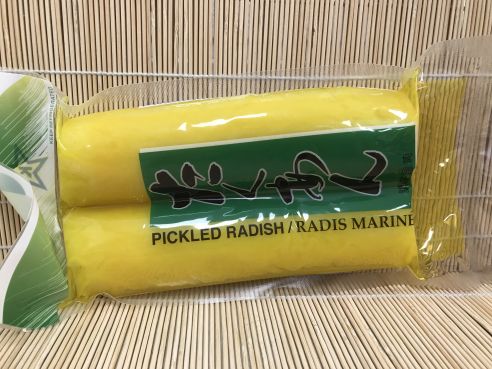 たくあん
PICKLED RADISH / RADIS MARINE